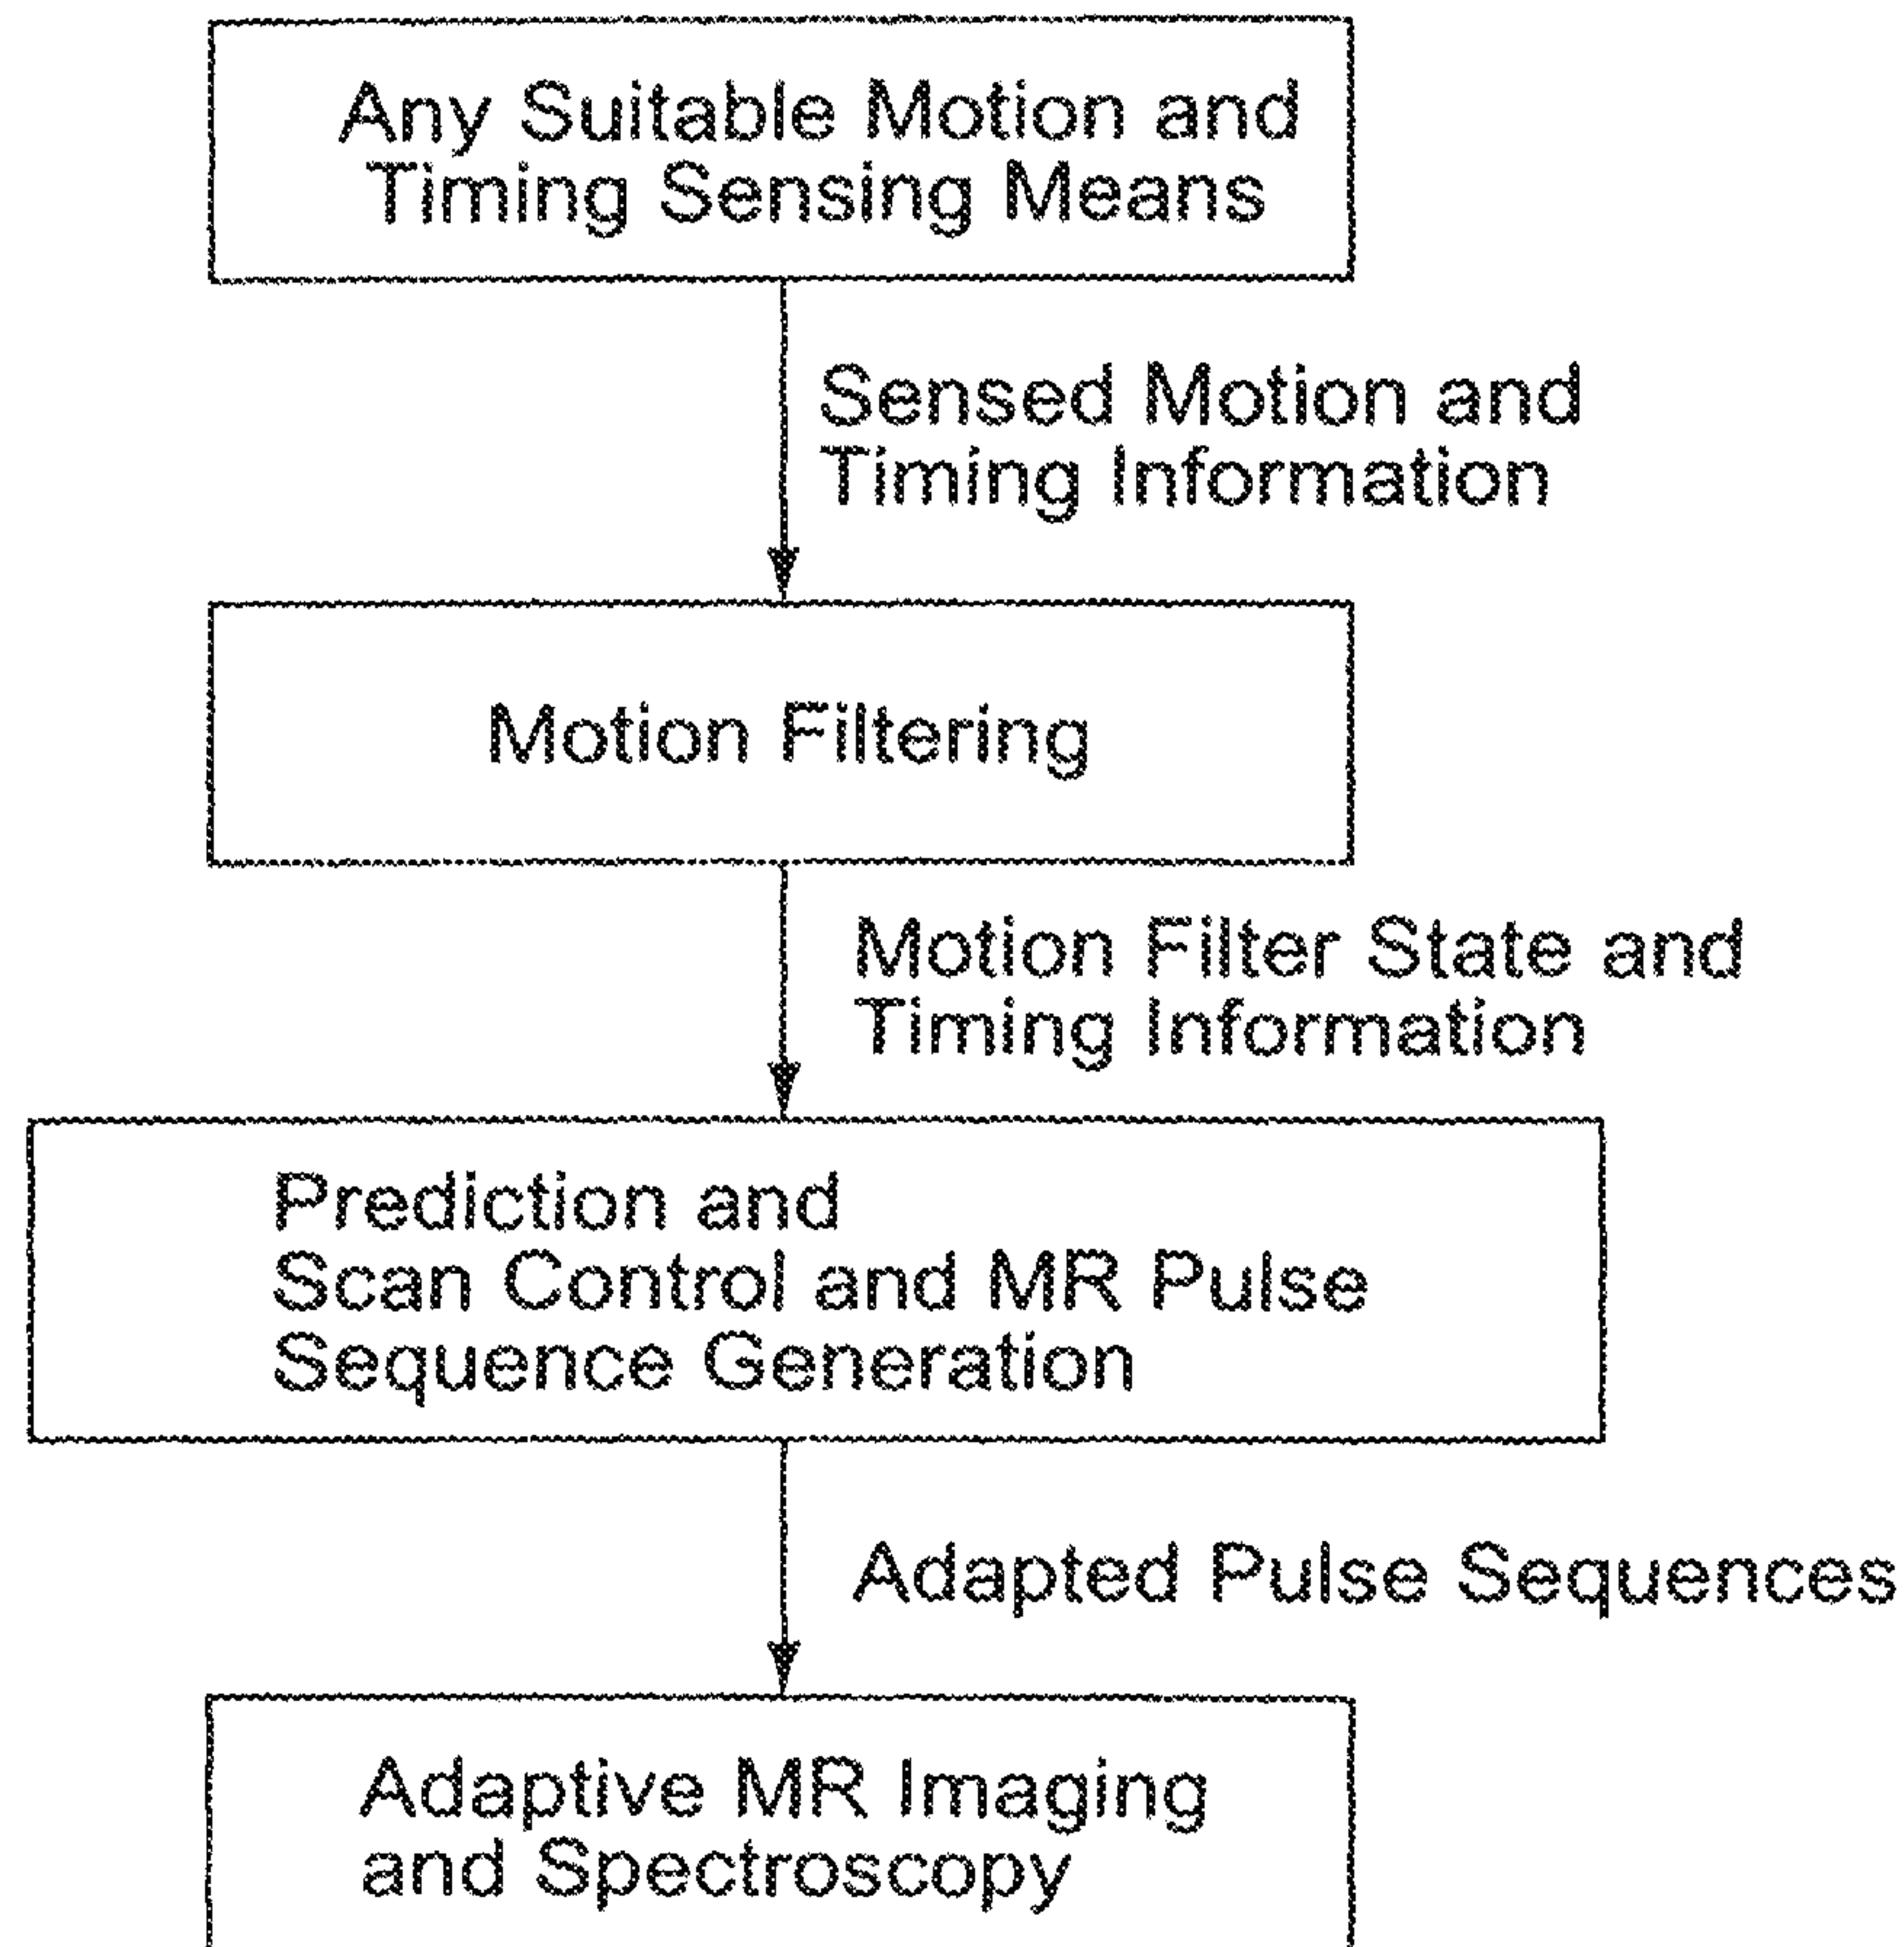 Any Suitable Motion and
Timing Sensing Means
Sensed Motion and
Timing Information
Motion Filtering
Motion Filter State and
Timing Information
Prediction and
Scan Control and MR Pulse
Sequence Generation
Adapted Pulse Sequences
Adaptive MR Imaging
and Spectroscopy